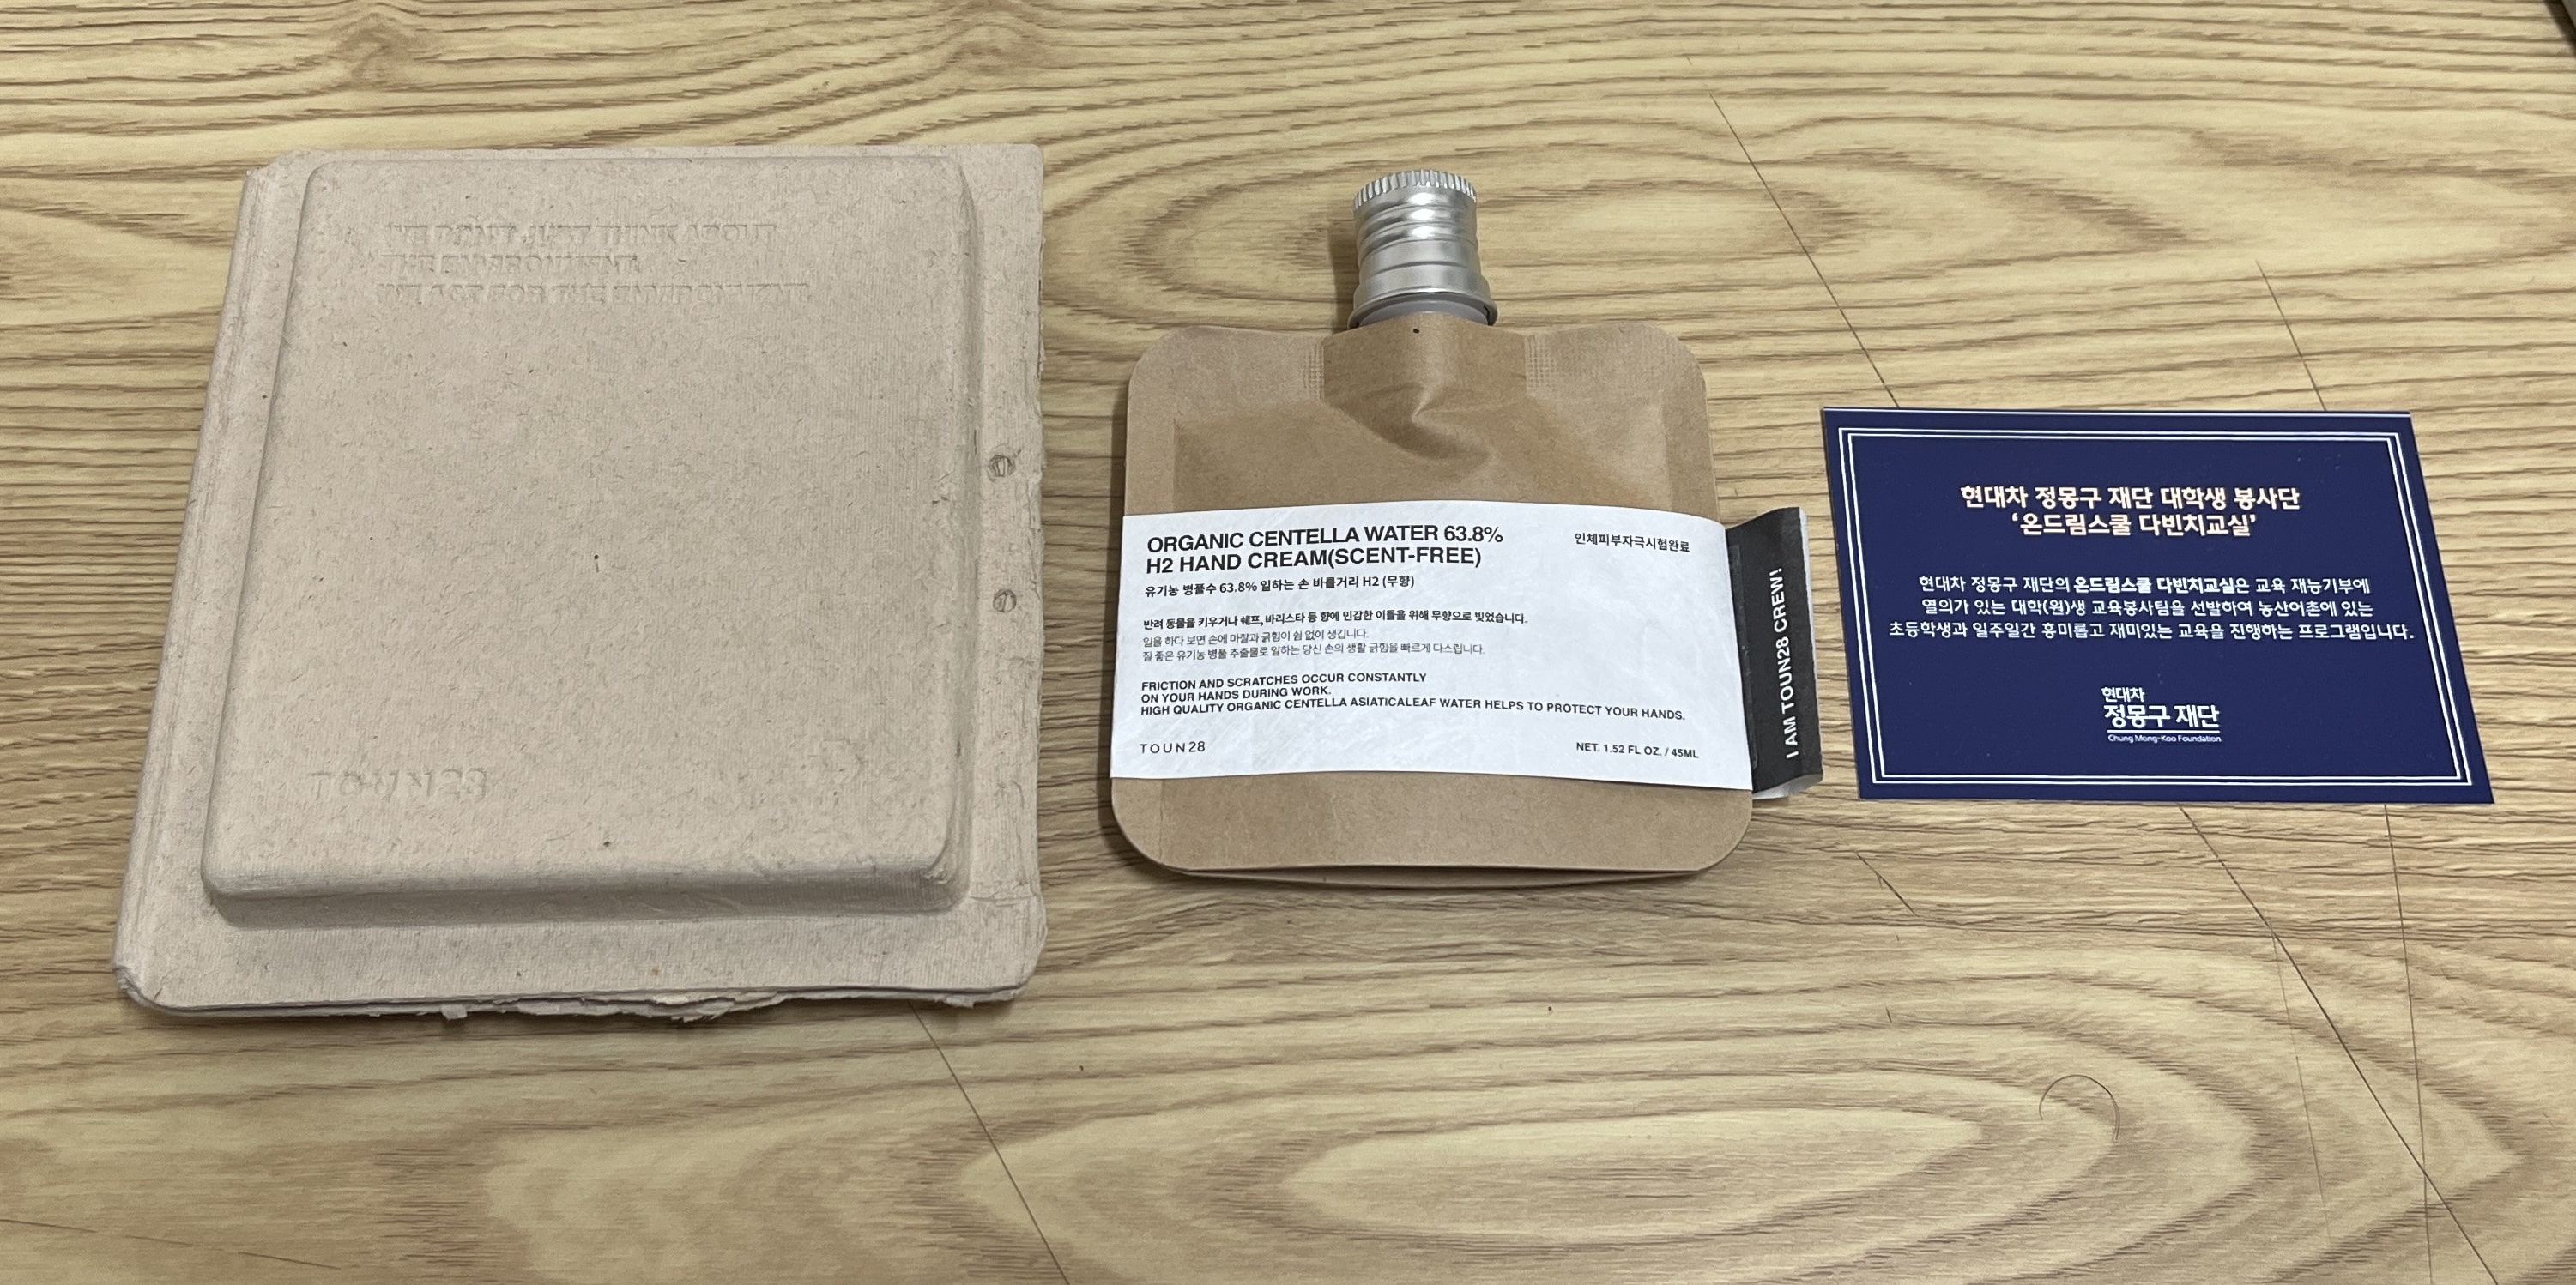 WE DON'T JUST THINK ABOUT
THE ENVIRONMENT.
WE ACT FOR THE ENVIRONMENT.
TOUN28
ORGANIC CENTELLA WATER 63.8%
H2 HAND CREAM(SCENT-FREE)
인체피부자극시험완료
유기농 병풀수 63.8% 일하는 손 바를거리 H2 (무향)
반려 동물을 키우거나 쉐프, 바리스타 등 향에 민감한 이들을 위해 무향으로 빚었습니다.
일을 하다 보면 손에 마찰과 긁힘이 쉼 없이 생깁니다.
질 좋은 유기농 병풀 추출물로 일하는 당신 손의 생활 긁힘을 빠르게 다스립니다.
FRICTION AND SCRATCHES OCCUR CONSTANTLY
ON YOUR HANDS DURING WORK.
HIGH QUALITY ORGANIC CENTELLA ASIATICALEAF WATER HELPS TO PROTECT YOUR HANDS.
TOUN28
NET. 1.52 FL OZ. / 45ML
I AM TOUN28 CREW!
현대차 정몽구 재단 대학생 봉사단
‘온드림스쿨 다빈치교실’
현대차 정몽구 재단의 온드림스쿨 다빈치교실은 교육 재능기부에
열의가 있는 대학(원)생 교육봉사팀을 선발하여 농산어촌에 있는
초등학생과 일주일간 흥미롭고 재미있는 교육을 진행하는 프로그램입니다.
현대차
정몽구 재단
Chung Mong-Koo Foundation